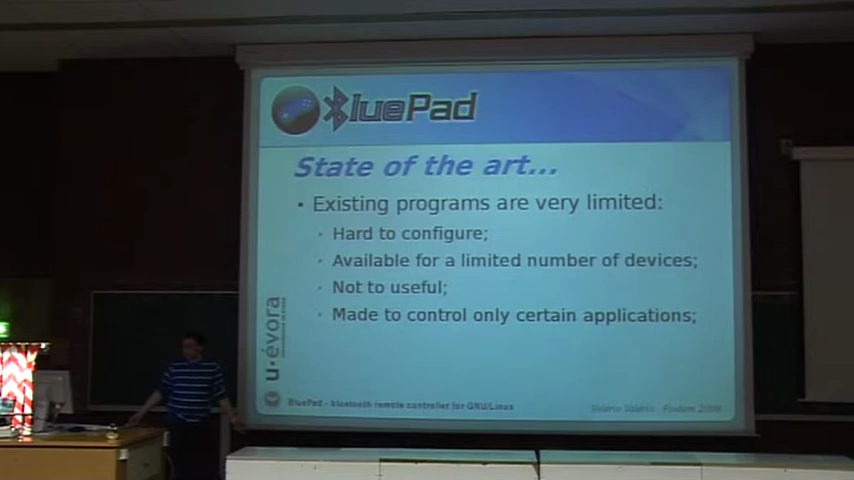 BluePad
State of the art...
• Existing programs are very limited:
• Hard to configure;
• Available for a limited number of devices;
• Not to useful;
• Made to control only certain applications;
u•évora
BluePad - bluetooth remote controller for GNU/Linux
Valério Valério - Fosdem 2008